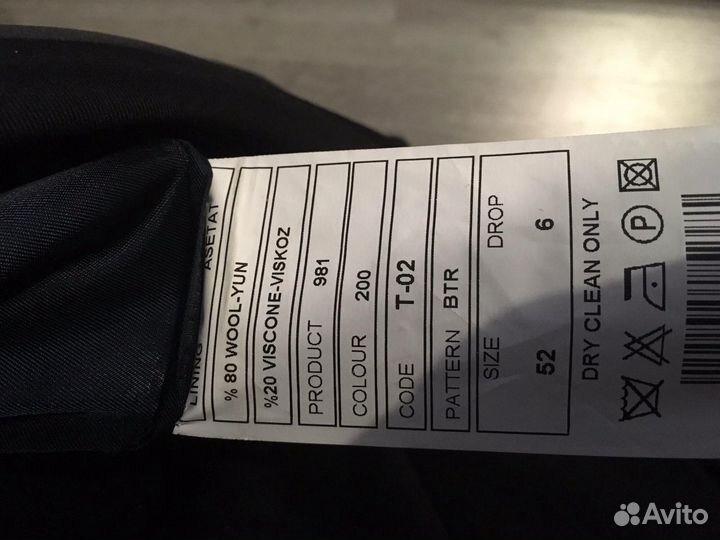 LINING ASETAT
% 80 WOOL-YUN
%20 VISCONE-VISKOZ
PRODUCT 981
COLOUR 200
CODE T-02
PATTERN BTR
SIZE DROP
52 6
DRY CLEAN ONLY
P
Avito